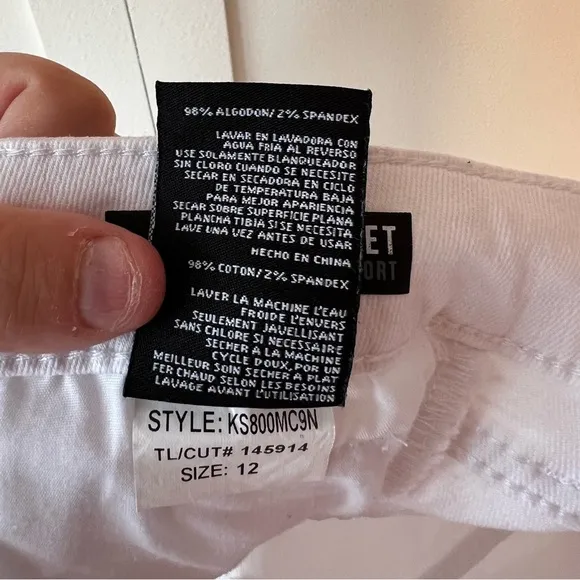 98% ALGODON/2% SPANDEX
LAVAR EN LAVADORA CON
AGUA FRIA AL REVERSO
USE SOLAMENTE BLANQUEADOR
SIN CLORO CUANDO SE NECESITE
SECAR EN SECADORA EN CICLO
DE TEMPERATURA BAJA
PARA MEJOR APARIENCIA
SECAR SOBRE SUPERFICIE PLANA
PLANCHA TIBIA SI SE NECESITA
LAVE UNA VEZ ANTES DE USAR
HECHO EN CHINA
98% COTON/2% SPANDEX
LAVER LA MACHINE L'EAU
FROIDE L'ENVERS
SEULEMENT JAVELLISANT
SANS CHLORE SI NECESSAIRE
SECHER A LA MACHINE
CYCLE DOUX, POR UN
MEILLEUR SOIN SECHER A PLAT
FER CHAUD SELON LES BESOINS
LAVAGE AVANT L'UTILISATION
ET
ORT
STYLE: KS800MC9N
TL/CUT# 145914
SIZE: 12